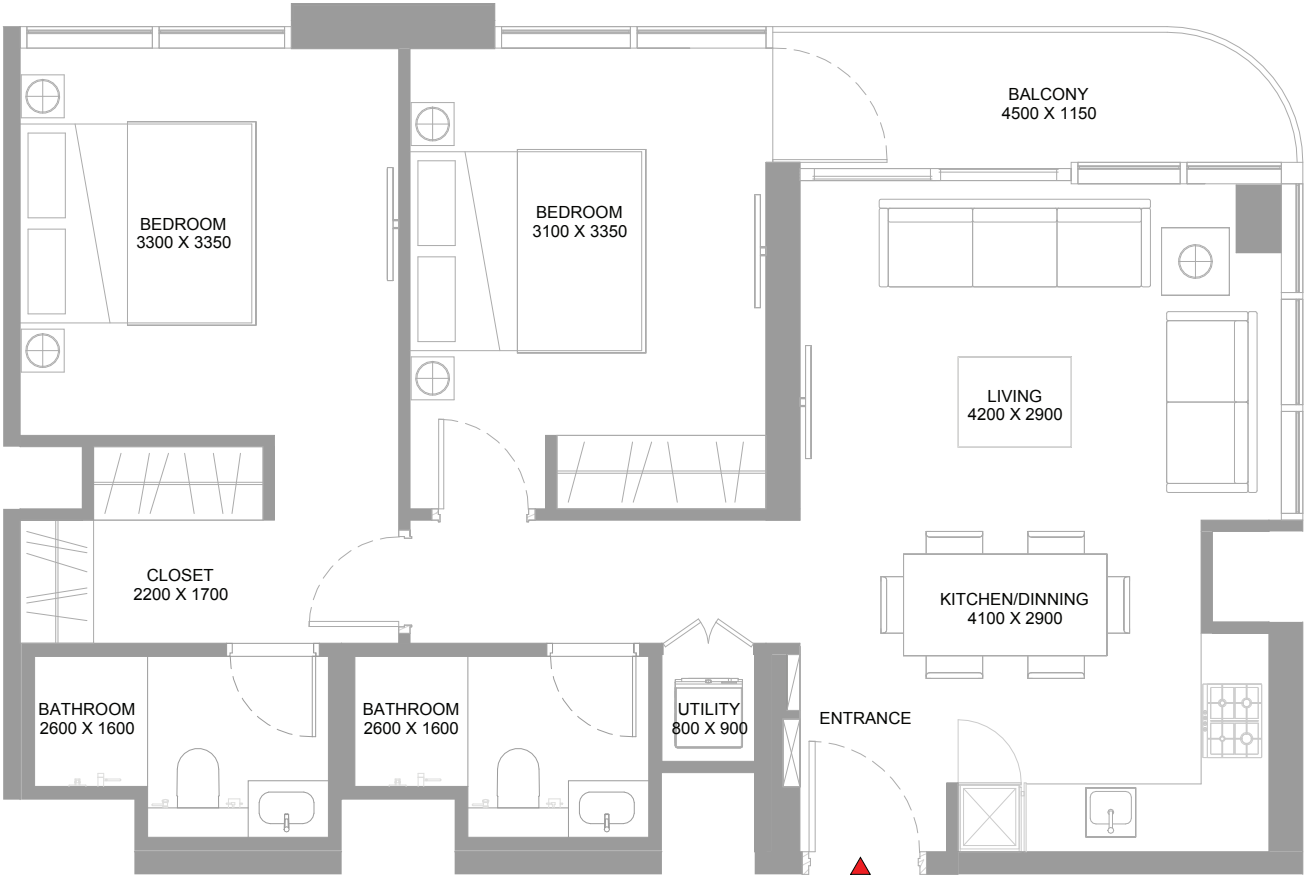 BALCONY
4500 X 1150
BEDROOM
3300 X 3350
BEDROOM
3100 X 3350
LIVING
4200 X 2900
CLOSET
2200 X 1700
KITCHEN/DINNING
4100 X 2900
BATHROOM
2600 X 1600
BATHROOM
2600 X 1600
UTILITY
800 X 900
ENTRANCE